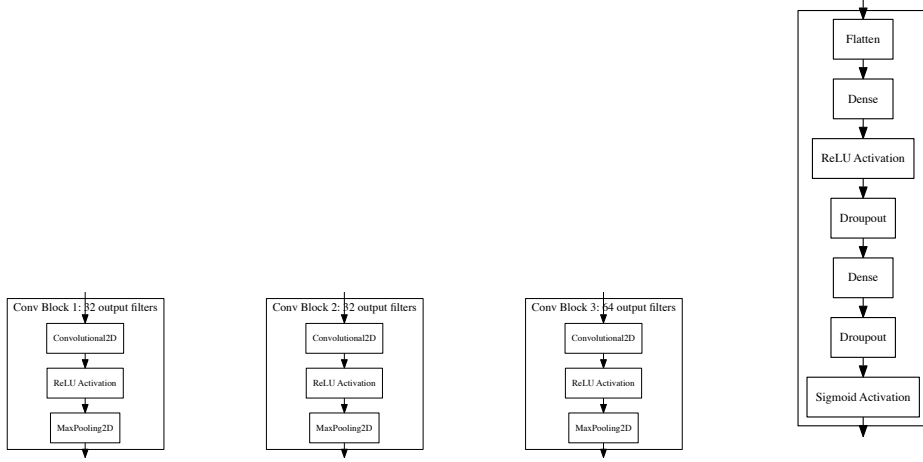 Conv Block 1: 32 output filters
Convolutional2D
ReLU Activation
MaxPooling2D
Conv Block 2: 32 output filters
Convolutional2D
ReLU Activation
MaxPooling2D
Conv Block 3: 64 output filters
Convolutional2D
ReLU Activation
MaxPooling2D
Flatten
Dense
ReLU Activation
Droupout
Dense
Droupout
Sigmoid Activation